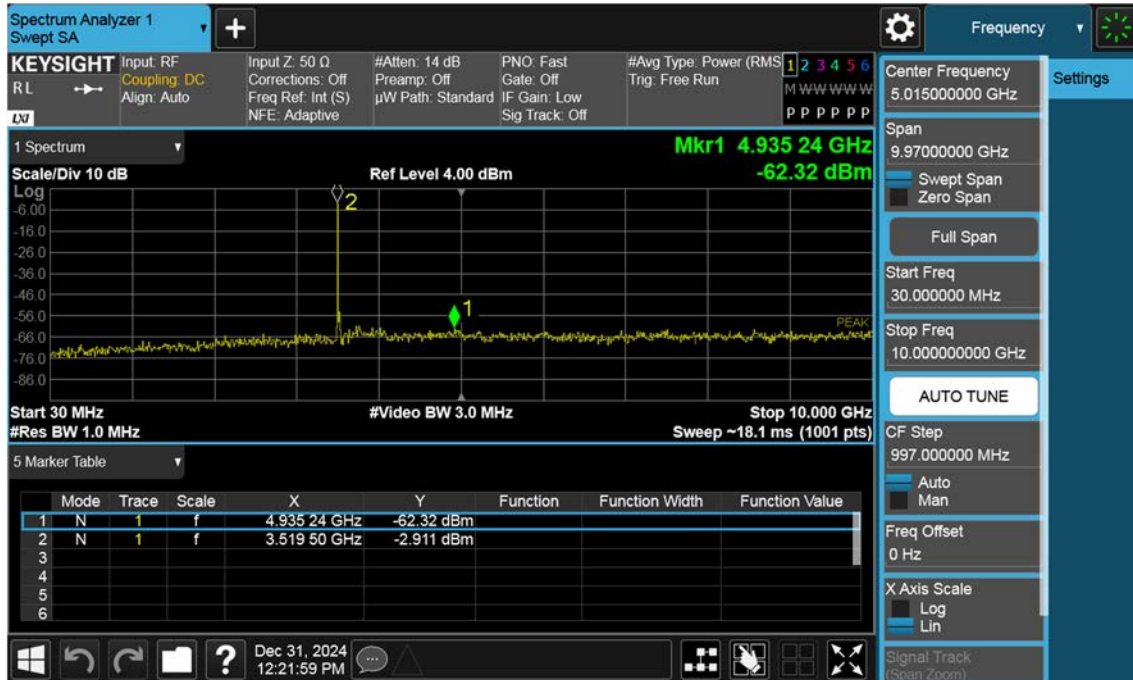 Spectrum Analyzer 1
Swept SA
+
Frequency
KEYSIGHT
RL
LXI
Input: RF
Coupling: DC
Align: Auto
Input Z: 50 Ω
Corrections: Off
Freq Ref: Int (S)
NFE: Adaptive
#Atten: 14 dB
Preamp: Off
µW Path: Standard
PNO: Fast
Gate: Off
IF Gain: Low
Sig Track: Off
#Avg Type: Power (RMS
Trig: Free Run
1 2 3 4 5 6
M W W W W W
P P P P P P
1 Spectrum
Mkr1 4.935 24 GHz
-62.32 dBm
Scale/Div 10 dB
Ref Level 4.00 dBm
Log
-6.00
-16.0
-26.0
-36.0
-46.0
-56.0
-66.0
-76.0
-86.0
2
1
PEAK
Start 30 MHz
#Video BW 3.0 MHz
Stop 10.000 GHz
#Res BW 1.0 MHz
Sweep ~18.1 ms (1001 pts)
5 Marker Table
Mode Trace Scale X Y Function Function Width Function Value
1 N 1 f 4.935 24 GHz -62.32 dBm
2 N 1 f 3.519 50 GHz -2.911 dBm
3
4
5
6
Dec 31, 2024
12:21:59 PM
?
Center Frequency
5.015000000 GHz
Settings
Span
9.97000000 GHz
Swept Span
Zero Span
Full Span
Start Freq
30.000000 MHz
Stop Freq
10.000000000 GHz
AUTO TUNE
CF Step
997.000000 MHz
Auto
Man
Freq Offset
0 Hz
X Axis Scale
Log
Lin
Signal Track
(Span Zoom)